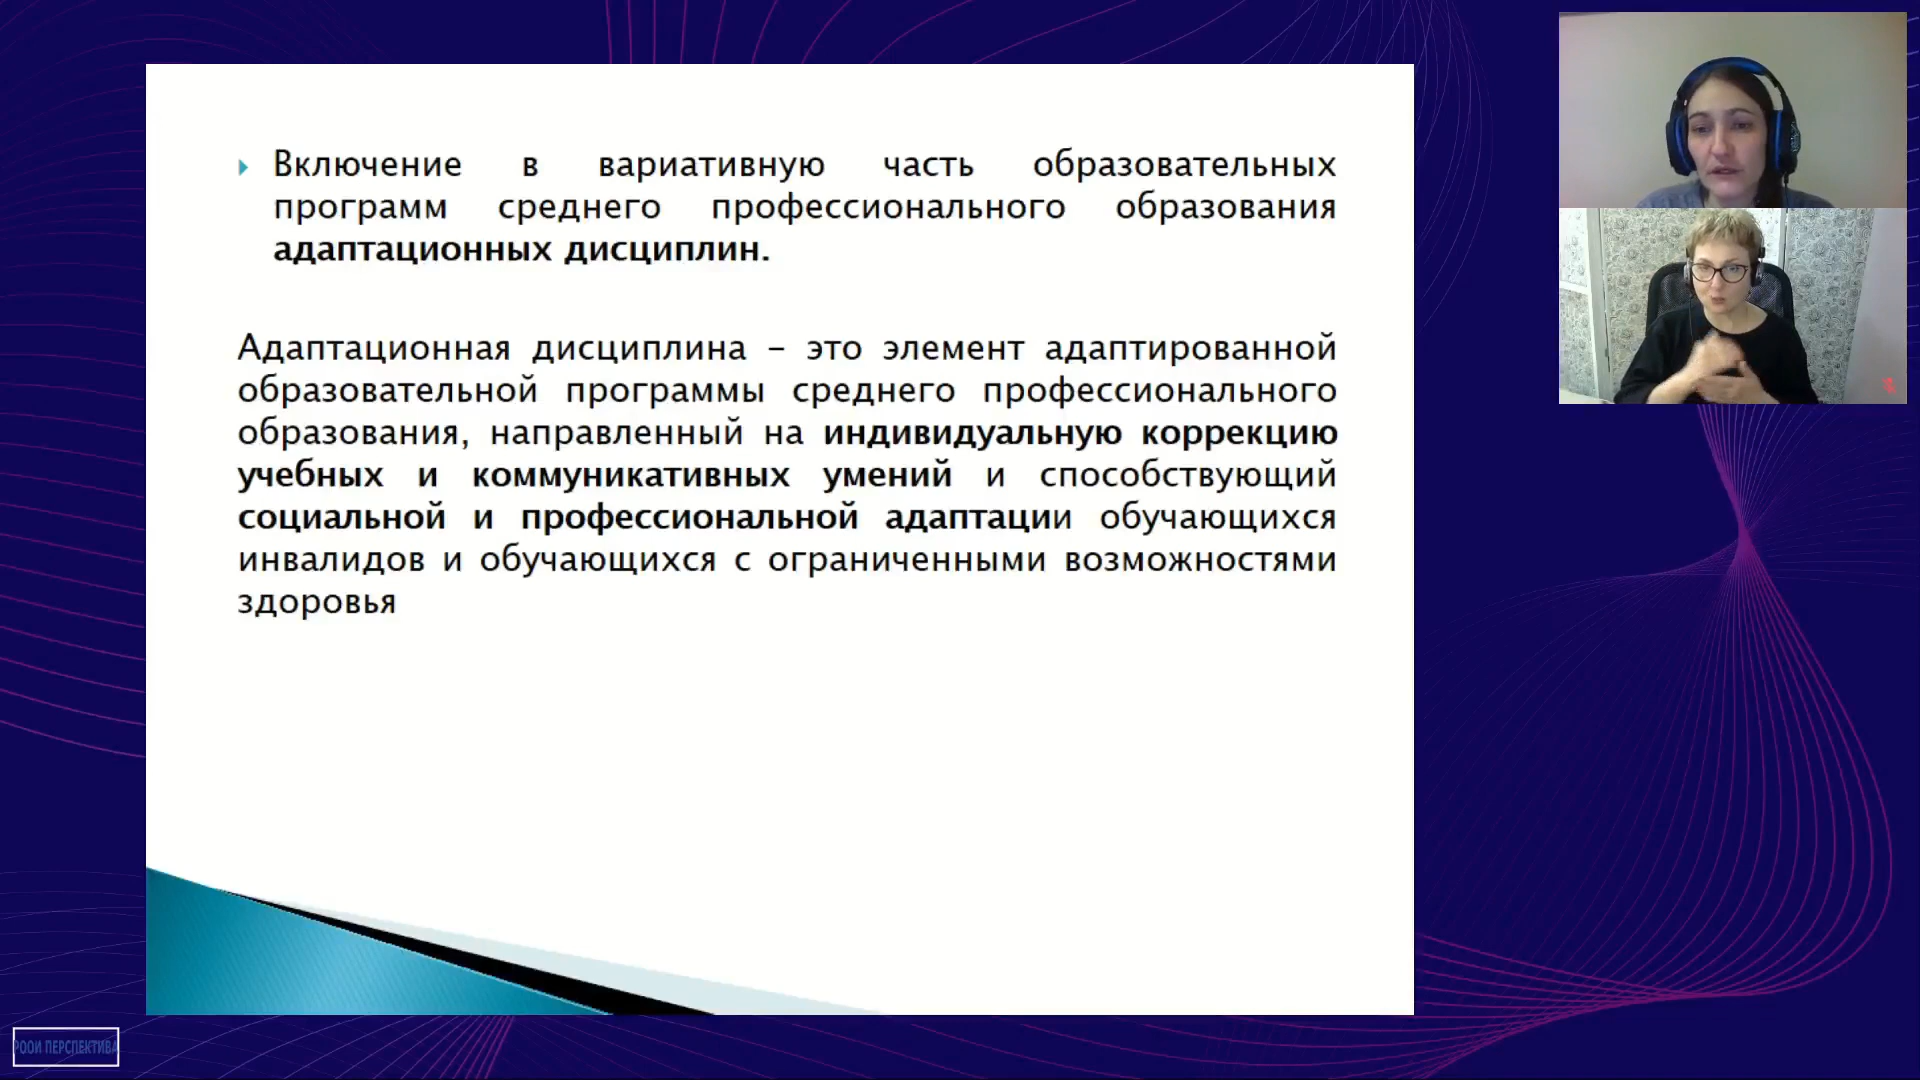 Включение в вариативную часть образовательных
программ среднего профессионального образования
адаптационных дисциплин.
Адаптационная дисциплина – это элемент адаптированной
образовательной программы среднего профессионального
образования, направленный на индивидуальную коррекцию
учебных и коммуникативных умений и способствующий
социальной и профессиональной адаптации обучающихся
инвалидов и обучающихся с ограниченными возможностями
здоровья
РООИ ПЕРСПЕКТИВА